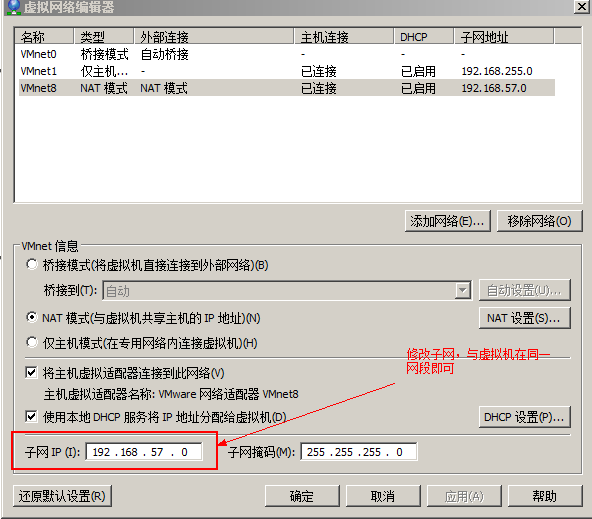 虚拟网络编辑器
名称 类型 外部连接 主机连接 DHCP 子网地址
VMnet0 桥接模式 自动桥接 - - -
VMnet1 仅主机... - 已连接 已启用 192.168.255.0
VMnet8 NAT 模式 NAT 模式 已连接 已启用 192.168.57.0
添加网络(E)... 移除网络(O)
VMnet 信息
桥接模式(将虚拟机直接连接到外部网络)(B)
桥接到(T): 自动 自动设置(U)...
NAT 模式(与虚拟机共享主机的 IP 地址)(N) NAT 设置(S)...
仅主机模式(在专用网络内连接虚拟机)(H)
修改子网，与虚拟机在同一
网段即可
将主机虚拟适配器连接到此网络(V)
主机虚拟适配器名称: VMware 网络适配器 VMnet8
使用本地 DHCP 服务将 IP 地址分配给虚拟机(D) DHCP 设置(P)...
子网 IP (I): 192 .168 . 57 . 0 子网掩码(M): 255 .255 .255 . 0
还原默认设置(R) 确定 取消 应用(A) 帮助